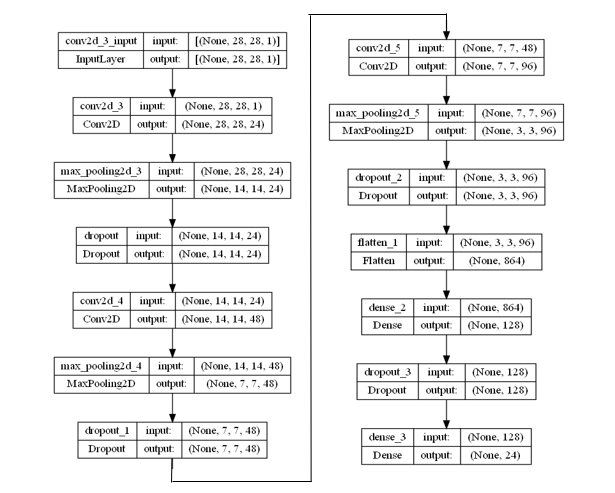 conv2d_3_input input: [(None, 28, 28, 1)]
InputLayer output: [(None, 28, 28, 1)]
conv2d_3 input: (None, 28, 28, 1)
Conv2D output: (None, 28, 28, 24)
max_pooling2d_3 input: (None, 28, 28, 24)
MaxPooling2D output: (None, 14, 14, 24)
dropout input: (None, 14, 14, 24)
Dropout output: (None, 14, 14, 24)
conv2d_4 input: (None, 14, 14, 24)
Conv2D output: (None, 14, 14, 48)
max_pooling2d_4 input: (None, 14, 14, 48)
MaxPooling2D output: (None, 7, 7, 48)
dropout_1 input: (None, 7, 7, 48)
Dropout output: (None, 7, 7, 48)
conv2d_5 input: (None, 7, 7, 48)
Conv2D output: (None, 7, 7, 96)
max_pooling2d_5 input: (None, 7, 7, 96)
MaxPooling2D output: (None, 3, 3, 96)
dropout_2 input: (None, 3, 3, 96)
Dropout output: (None, 3, 3, 96)
flatten_1 input: (None, 3, 3, 96)
Flatten output: (None, 864)
dense_2 input: (None, 864)
Dense output: (None, 128)
dropout_3 input: (None, 128)
Dropout output: (None, 128)
dense_3 input: (None, 128)
Dense output: (None, 24)